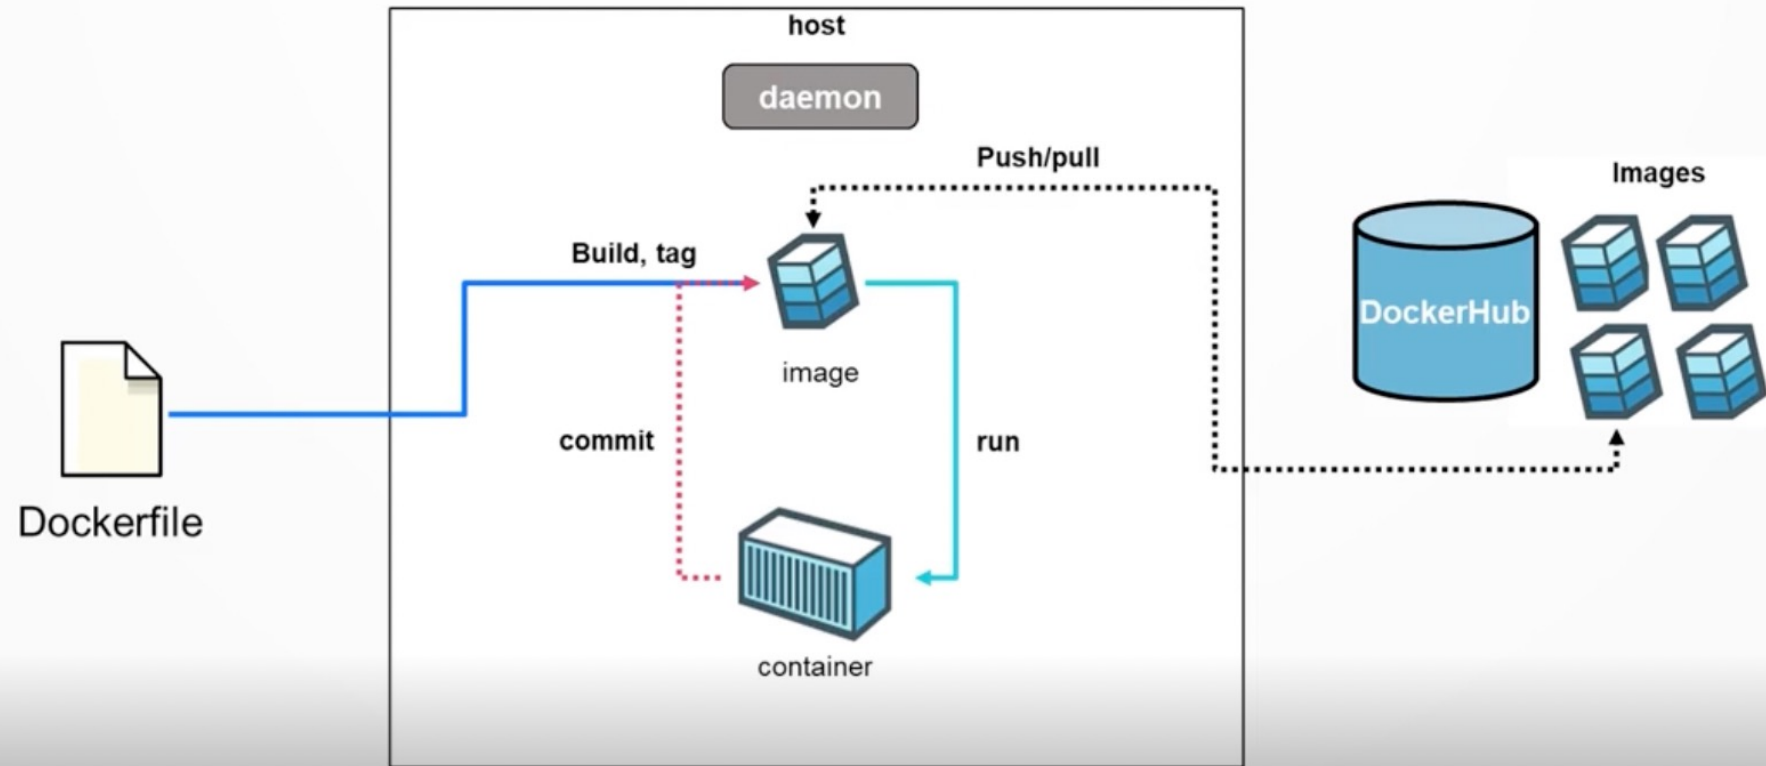 host
daemon
Push/pull
Images
Build, tag
DockerHub
image
commit
run
Dockerfile
container